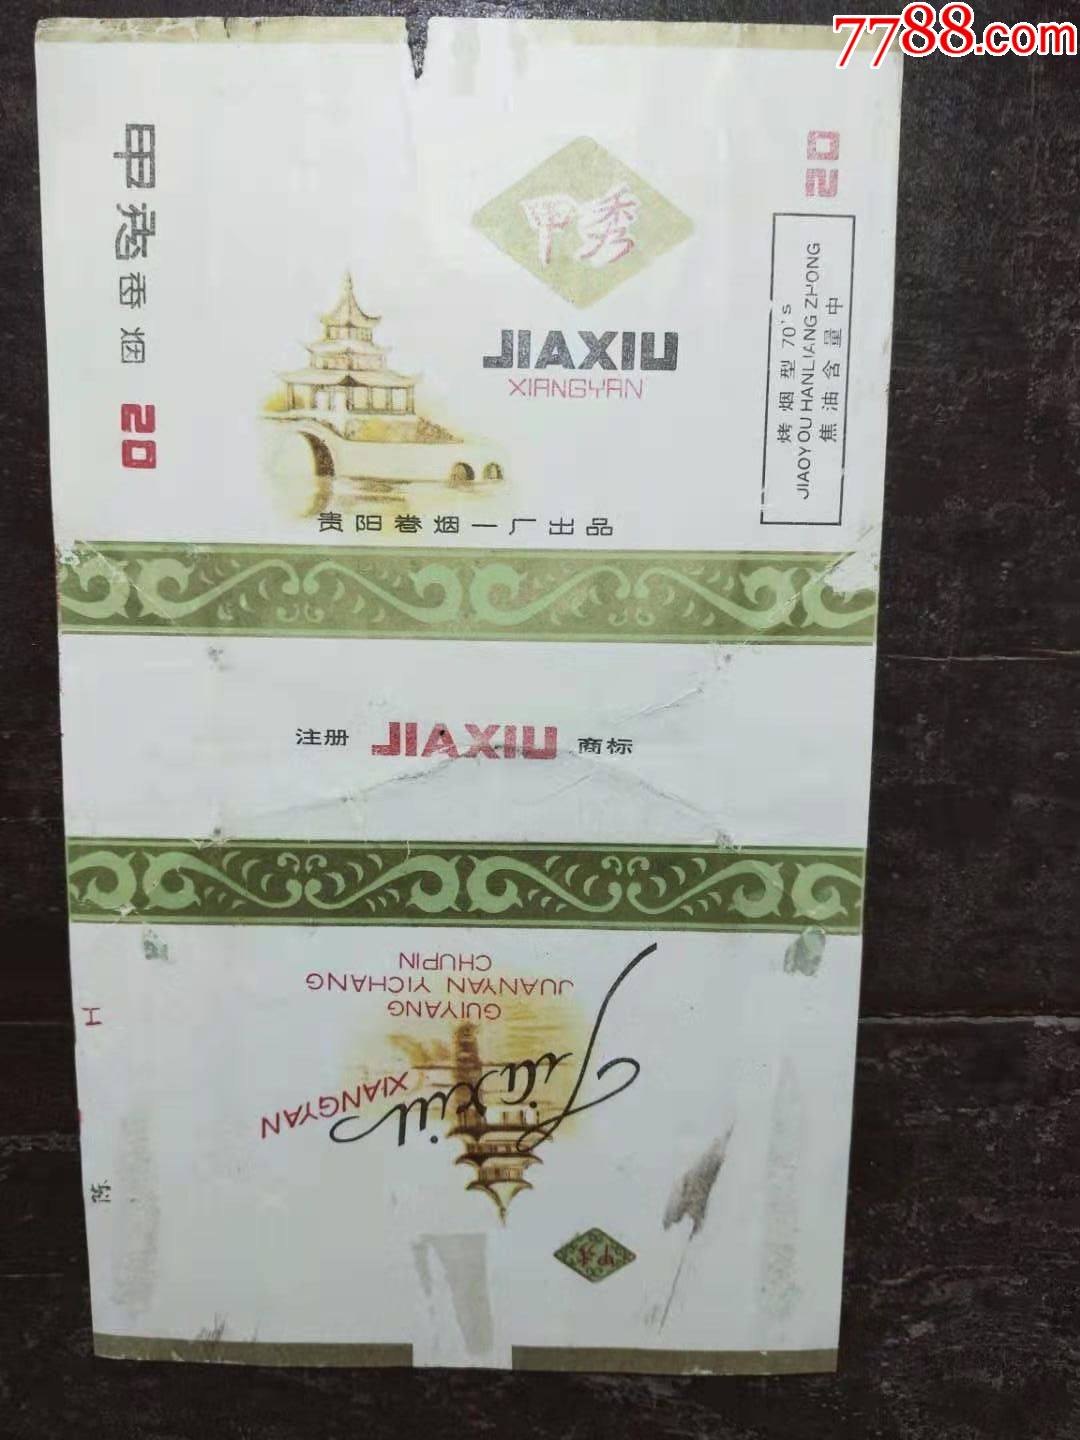 7788.com
甲秀香烟 20
甲秀
JIAXIU
XIANGYAN
贵阳卷烟一厂出品
20
烤烟型 70's
JIAOYOU HANLIANG ZHONG
焦油含量中
注册 JIAXIU 商标
GUIYANG
JUANYAN YICHANG
CHUPIN
Jiaxiu
XIANGYAN
甲秀
H